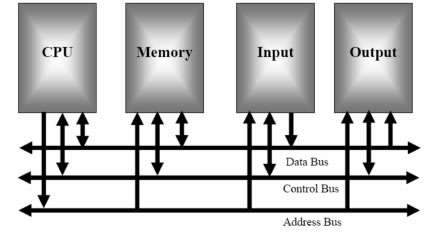 CPU Memory Input Output
Data Bus
Control Bus
Address Bus